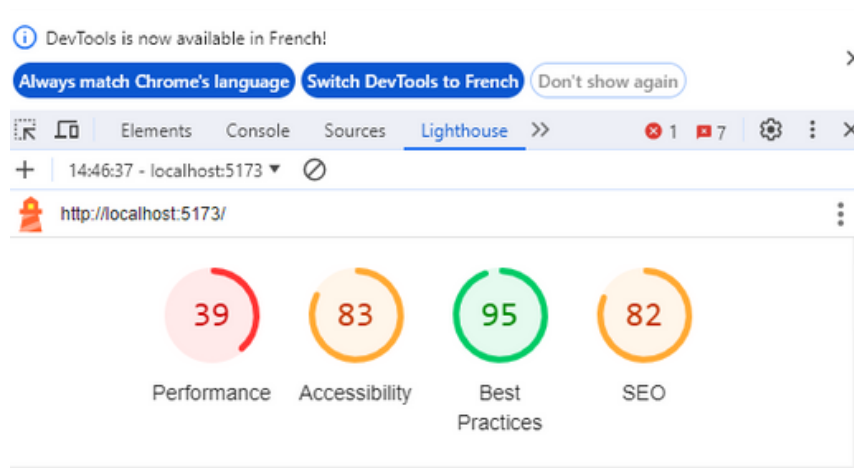 DevTools is now available in French!
Always match Chrome's language Switch DevTools to French Don't show again
Elements Console Sources Lighthouse 1 7
14:46:37 - localhost:5173
http://localhost:5173/
39 83 95 82
Performance Accessibility Best Practices SEO